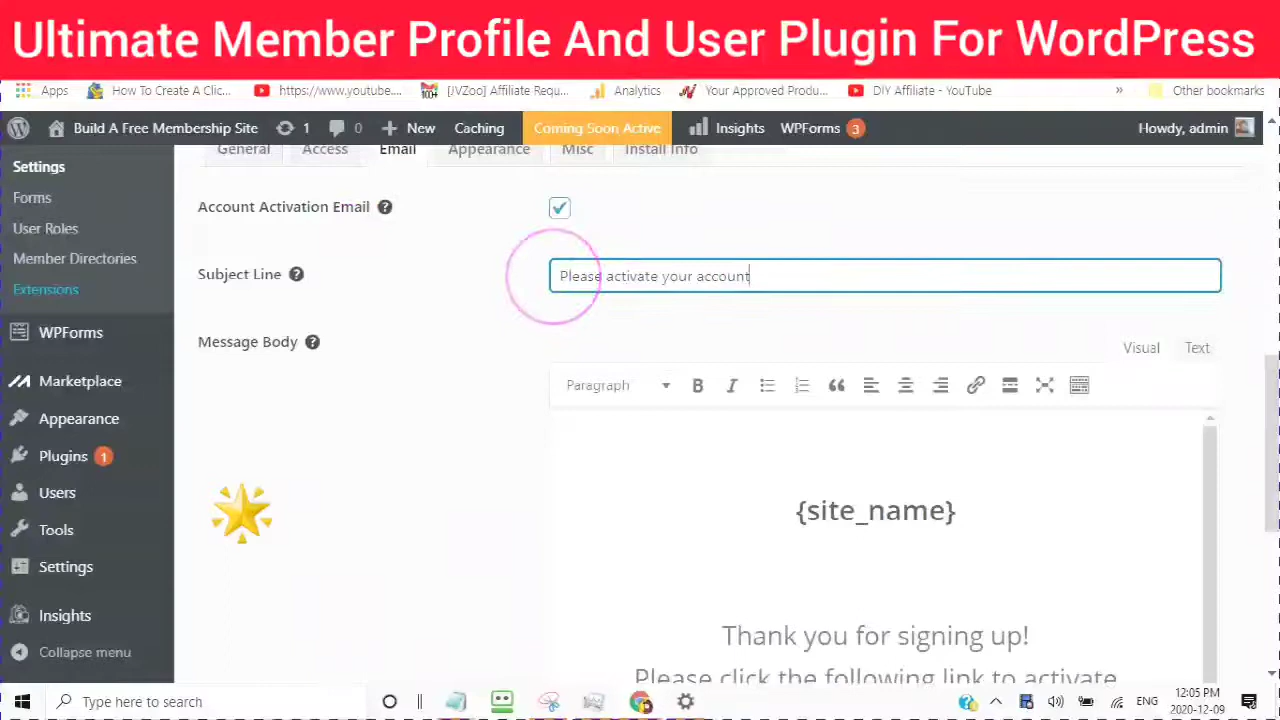 Ultimate Member Profile And User Plugin For WordPress
Apps How To Create A Clic... https://www.youtube.... [JVZoo] Affiliate Requ... Analytics Your Approved Produ... DIY Affiliate - YouTube » Other bookmarks
Build A Free Membership Site 1 0 New Caching Coming Soon Active Insights WPForms 3 Howdy, admin
General Access Email Appearance Misc Install Info
Settings
Forms
User Roles
Member Directories
Extensions
WPForms
Marketplace
Appearance
Plugins 1
Users
Tools
Settings
Insights
Collapse menu
Account Activation Email
Subject Line Please activate your account
Message Body
Visual Text
Paragraph
{site_name}
Thank you for signing up!
Please click the following link to activate
Type here to search
ENG 12:05 PM
2020-12-09